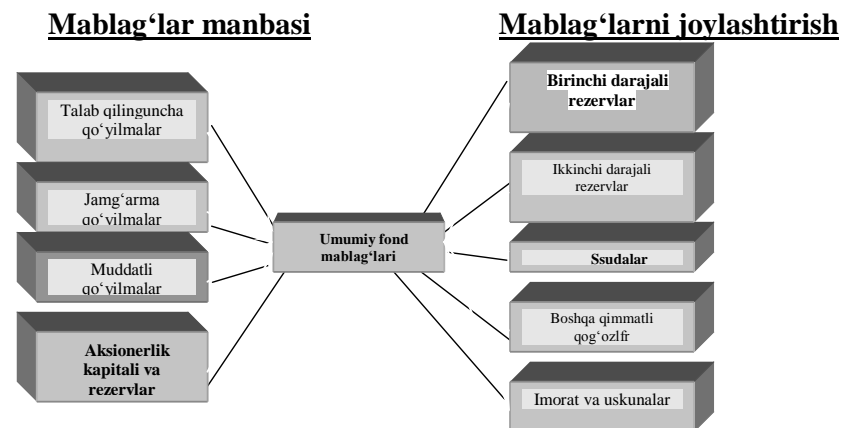 Mablag‘lar manbasi
Mablag‘larni joylashtirish
Talab qilinguncha
qo‘yilmalar
Jamg‘arma
qo‘yilmalar
Muddatli
qo‘yilmalar
Aksionerlik
kapitali va
rezervlar
Umumiy fond
mablag‘lari
Birinchi darajali
rezervlar
Ikkinchi darajali
rezervlar
Ssudalar
Boshqa qimmatli
qog‘ozlfr
Imorat va uskunalar